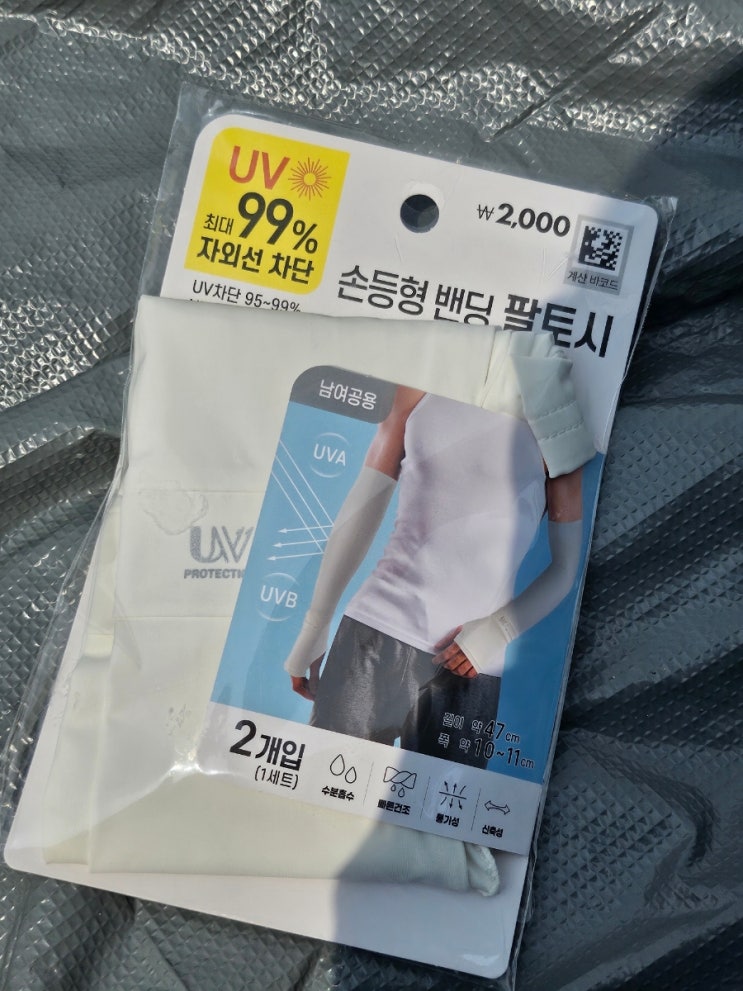 UV
최대 99%
자외선 차단
UV차단 95~99%
₩2,000
계산 바코드
손등형 밴딩 팔토시
남여공용
UVA
UVB
UV
PROTECTI
길이 약 47cm
폭 약 10~11cm
2개입
(1세트)
수분흡수
빠른건조
통기성
신축성